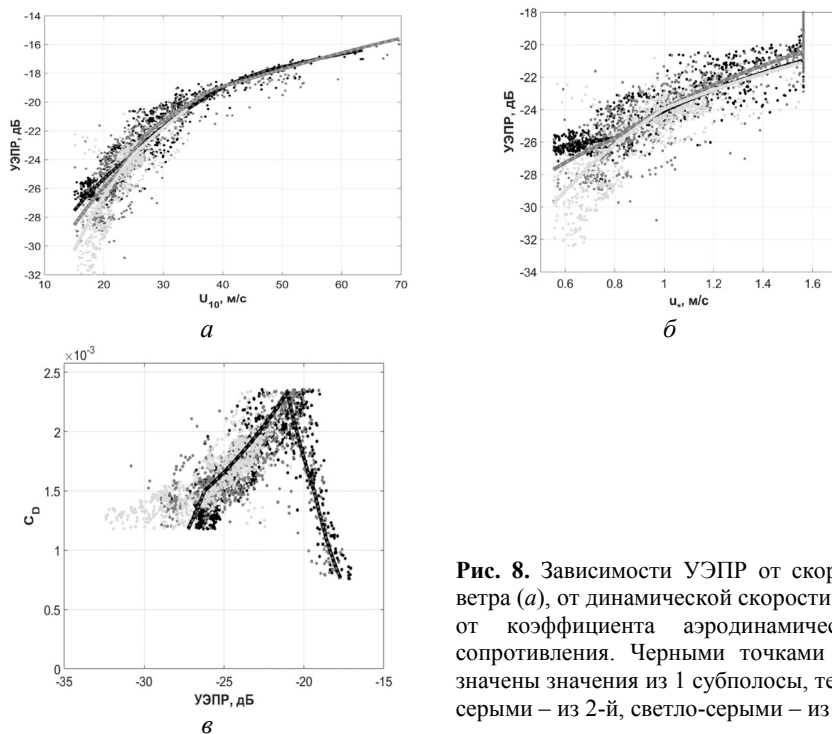 -14
-16
-18
-20
-22
-24
-26
-28
-30
-32
УЭПР, дБ
10 20 30 40 50 60 70
U10, м/с
а
-18
-20
-22
-24
-26
-28
-30
-32
-34
УЭПР, дБ
0.6 0.8 1 1.2 1.4 1.6
u*, м/с
б
×10-3
2.5
2
1.5
1
0.5
0
CD
-35 -30 -25 -20 -15
УЭПР, дБ
в
Рис. 8. Зависимости УЭПР от скор
ветра (а), от динамической скорости
от коэффициента аэродинамичес
сопротивления. Черными точками
значены значения из 1 субполосы, те
серыми – из 2-й, светло-серыми – из